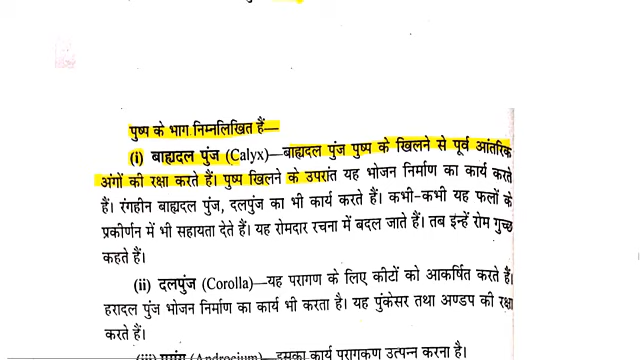 पुष्प के भाग निम्नलिखित हैं—
(i) बाह्यदल पुंज (Calyx)—बाह्यदल पुंज पुष्प के खिलने से पूर्व आंतरिक
अंगों की रक्षा करते हैं। पुष्प खिलने के उपरांत यह भोजन निर्माण का कार्य करते
हैं। रंगहीन बाह्यदल पुंज, दलपुंज का भी कार्य करते हैं। कभी-कभी यह फलों के
प्रकीर्णन में भी सहायता देते हैं। यह रोमदार रचना में बदल जाते हैं। तब इन्हें रोम गुच्छ
कहते हैं।
(ii) दलपुंज (Corolla)—यह परागण के लिए कीटों को आकर्षित करते हैं।
हरादल पुंज भोजन निर्माण का कार्य भी करता है। यह पुंकेसर तथा अण्डप की रक्षा
करते हैं।
(iii) पुमंग (Androcium)—इसका कार्य परागकण उत्पन्न करना है।